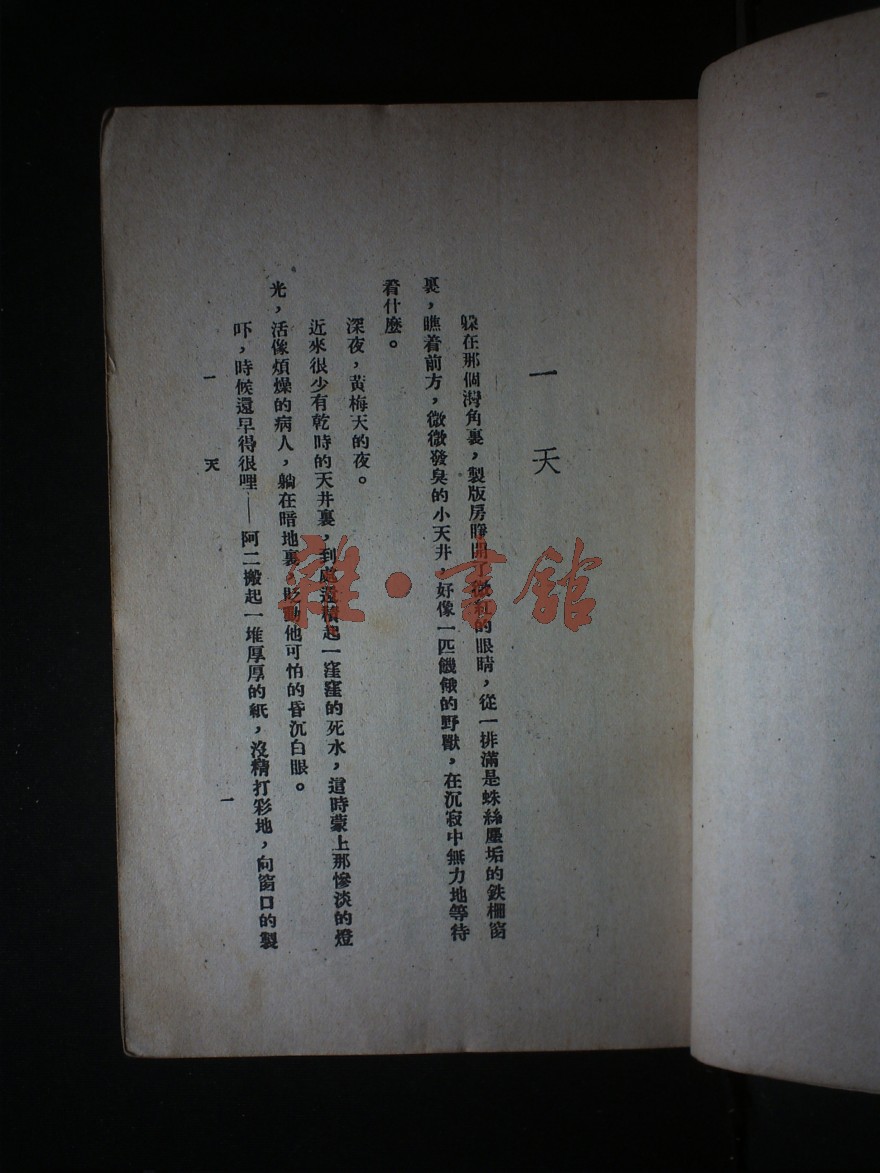 一天
躲在那個灣角裏，製版房睜開了微紅的眼睛，從一排滿是蛛絲塵垢的鉄柵窗
裏，瞧着前方，微微發臭的小天井，好像一匹饑餓的野獸，在沉寂中無力地等待
着什麼。
深夜，黃梅天的夜。
近來很少有乾時的天井裏，到處還積起一窪窪的死水，這時蒙上那慘淡的燈
光，活像煩燥的病人，躺在暗地裏，眨動他可怕的昏沉白眼。
吓，時候還早得很哩——阿二搬起一堆厚厚的紙，沒精打彩地，向窗口的製
一天
一
雜·書館